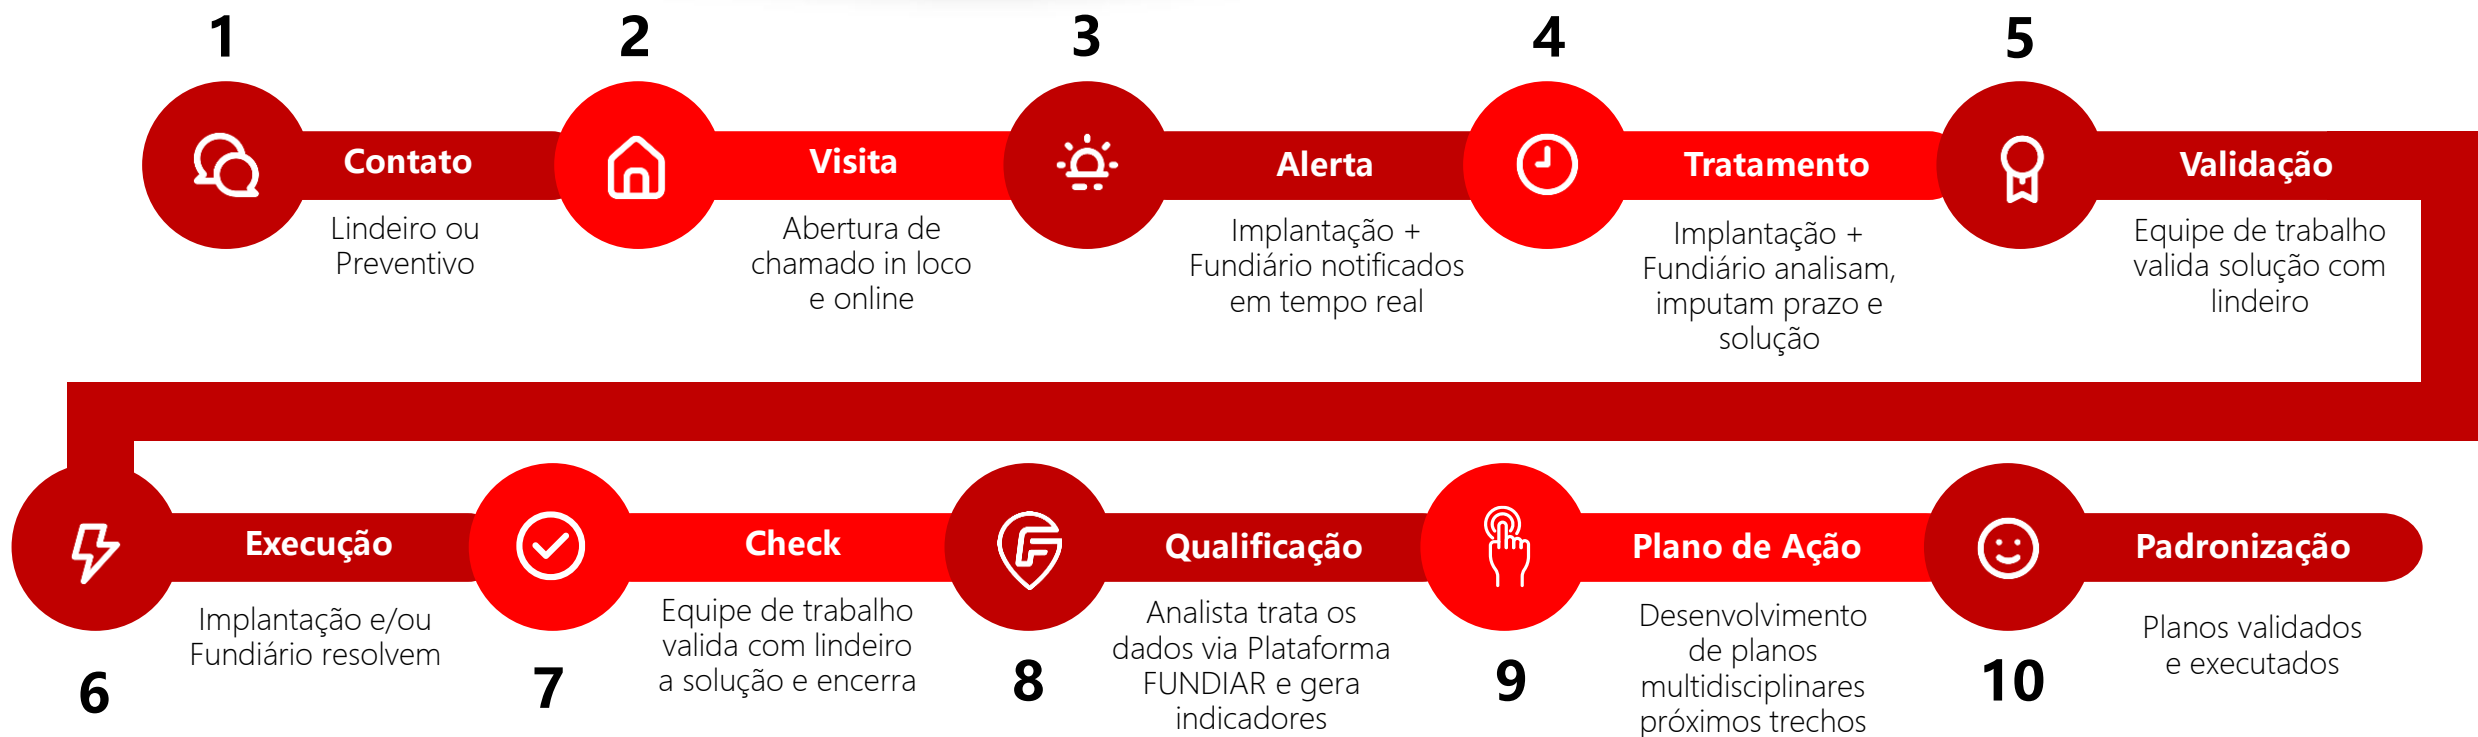 1
Contato
Lindeiro ou
Preventivo
2
Visita
Abertura de
chamado in loco
e online
3
Alerta
Implantação +
Fundiário notificados
em tempo real
4
Tratamento
Implantação +
Fundiário analisam,
imputam prazo e
solução
5
Validação
Equipe de trabalho
valida solução com
lindeiro
6
Execução
Implantação e/ou
Fundiário resolvem
7
Check
Equipe de trabalho
valida com lindeiro
a solução e encerra
8
F
Qualificação
Analista trata os
dados via Plataforma
FUNDIAR e gera
indicadores
9
Plano de Ação
Desenvolvimento
de planos
multidisciplinares
próximos trechos
10
Padronização
Planos validados
e executados